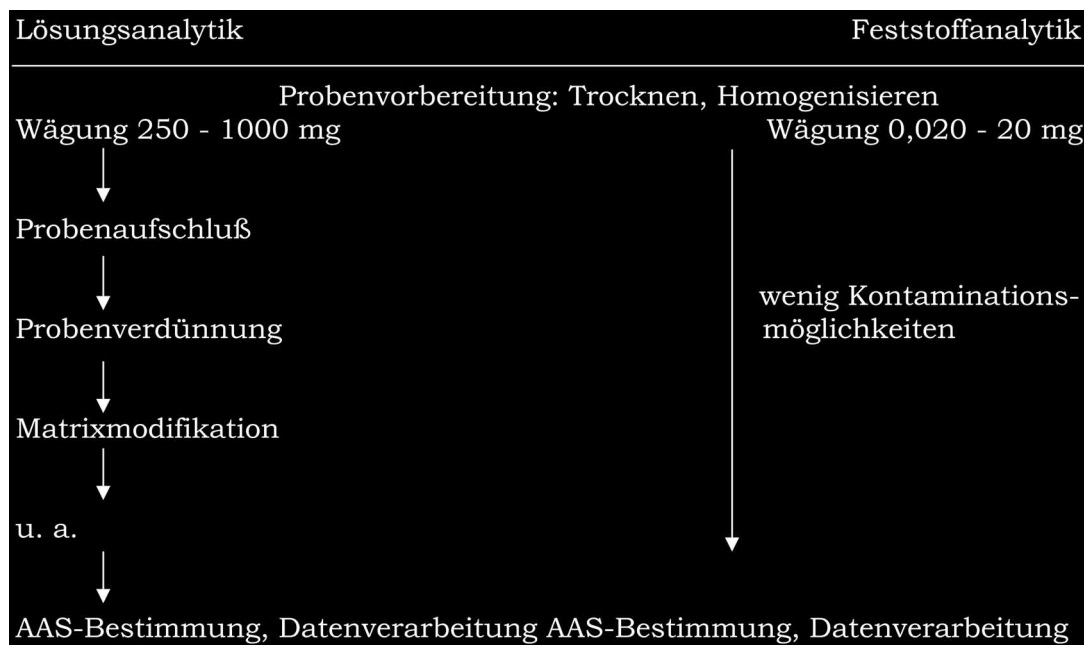 Lösungsanalytik Feststoffanalytik
Probenvorbereitung: Trocknen, Homogenisieren
Wägung 250 - 1000 mg Wägung 0,020 - 20 mg
Probenaufschluß
wenig Kontaminations-
Probenverdünnung möglichkeiten
Matrixmodifikation
u. a.
AAS-Bestimmung, Datenverarbeitung AAS-Bestimmung, Datenverarbeitung